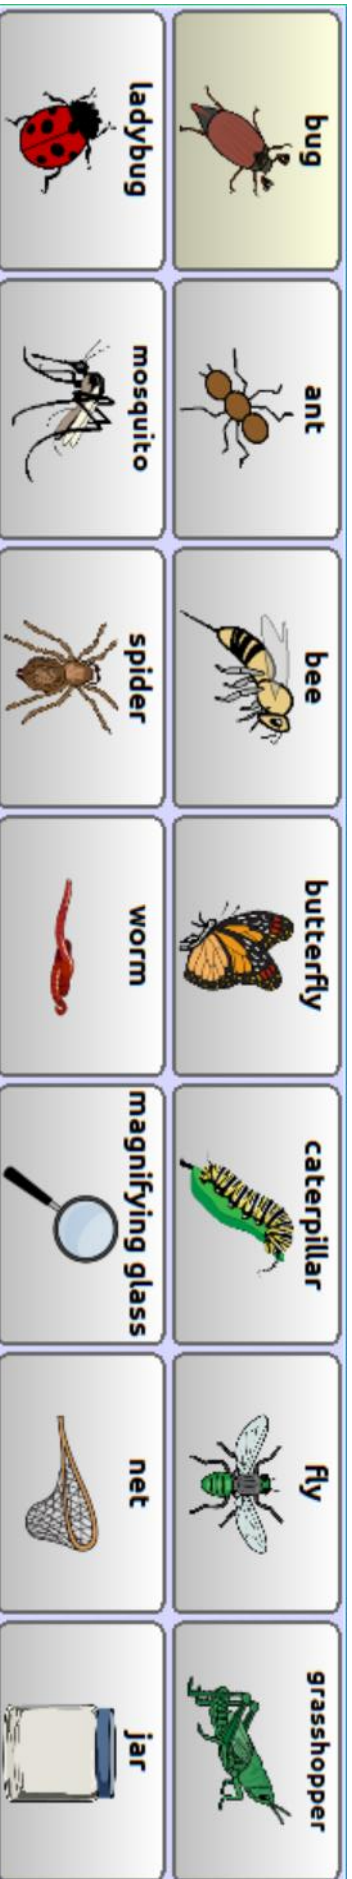 bug
ant
bee
butterfly
caterpillar
fly
grasshopper
ladybug
mosquito
spider
worm
magnifying glass
net
jar